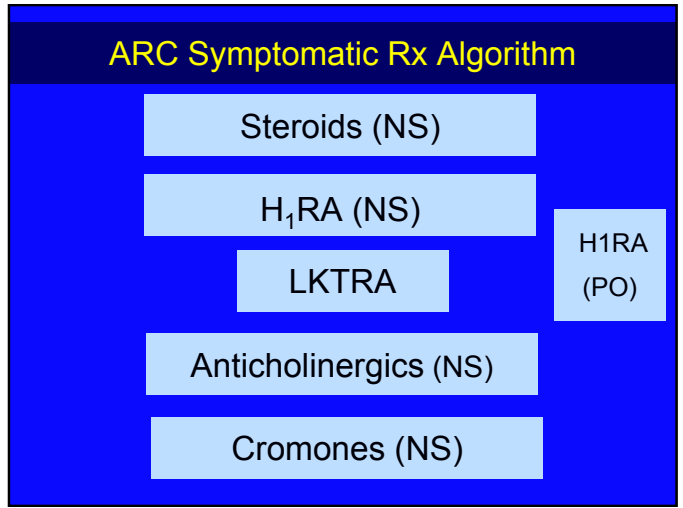 ARC Symptomatic Rx Algorithm
Steroids (NS)
H₁RA (NS)
LKTRA
H1RA
(PO)
Anticholinergics (NS)
Cromones (NS)